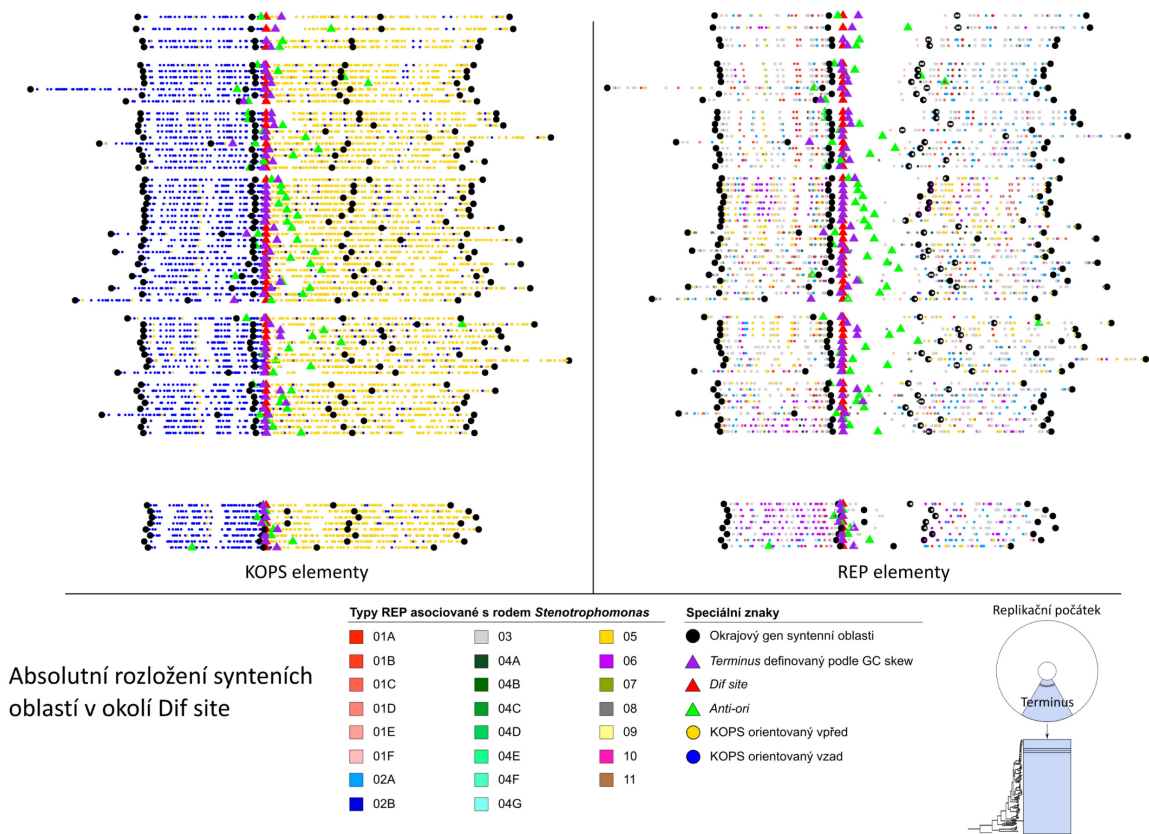 KOPS elementy
REP elementy
Absolutní rozložení synteních
oblastí v okolí Dif site
Typy REP asociované s rodem Stenotrophomonas
01A
01B
01C
01D
01E
01F
02A
02B
03
04A
04B
04C
04D
04E
04F
04G
05
06
07
08
09
10
11
Speciální znaky
Okrajový gen syntenní oblasti
Terminus definovaný podle GC skew
Dif site
Anti-ori
KOPS orientovaný vpřed
KOPS orientovaný vzad
Replikační počátek
Terminus